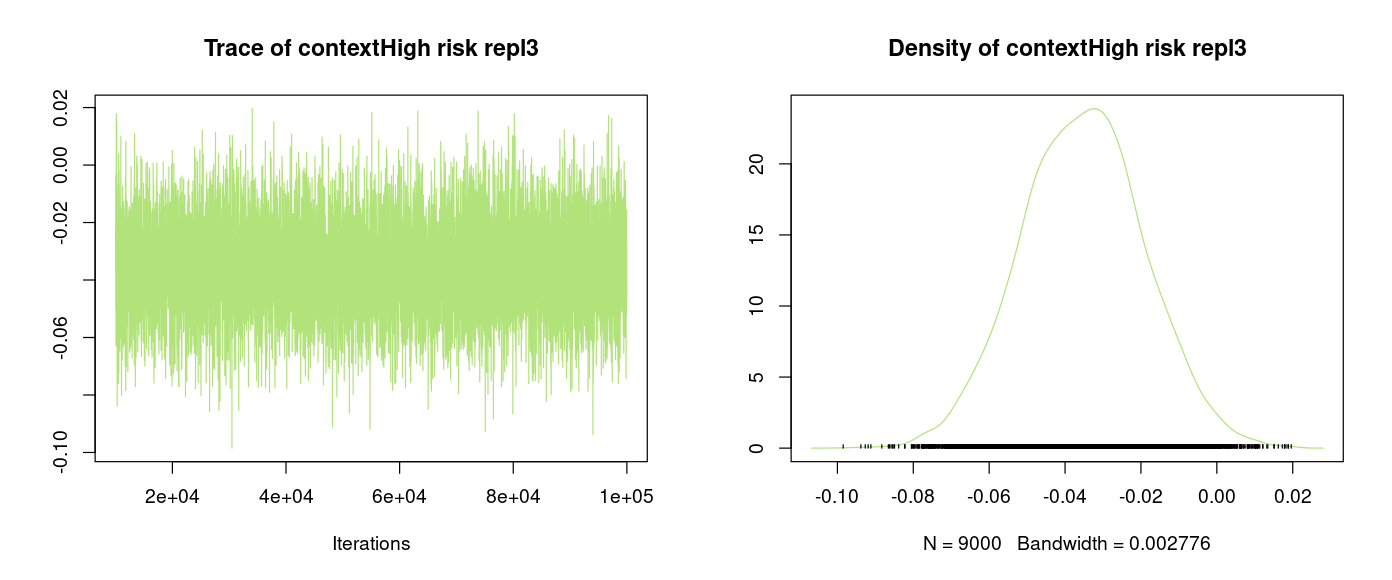 Trace of contextHigh risk repl3
0.02
0.00
-0.02
-0.06
-0.10
2e+04 4e+04 6e+04 8e+04 1e+05
Iterations
Density of contextHigh risk repl3
20
15
10
5
0
-0.10 -0.08 -0.06 -0.04 -0.02 0.00 0.02
N = 9000 Bandwidth = 0.002776